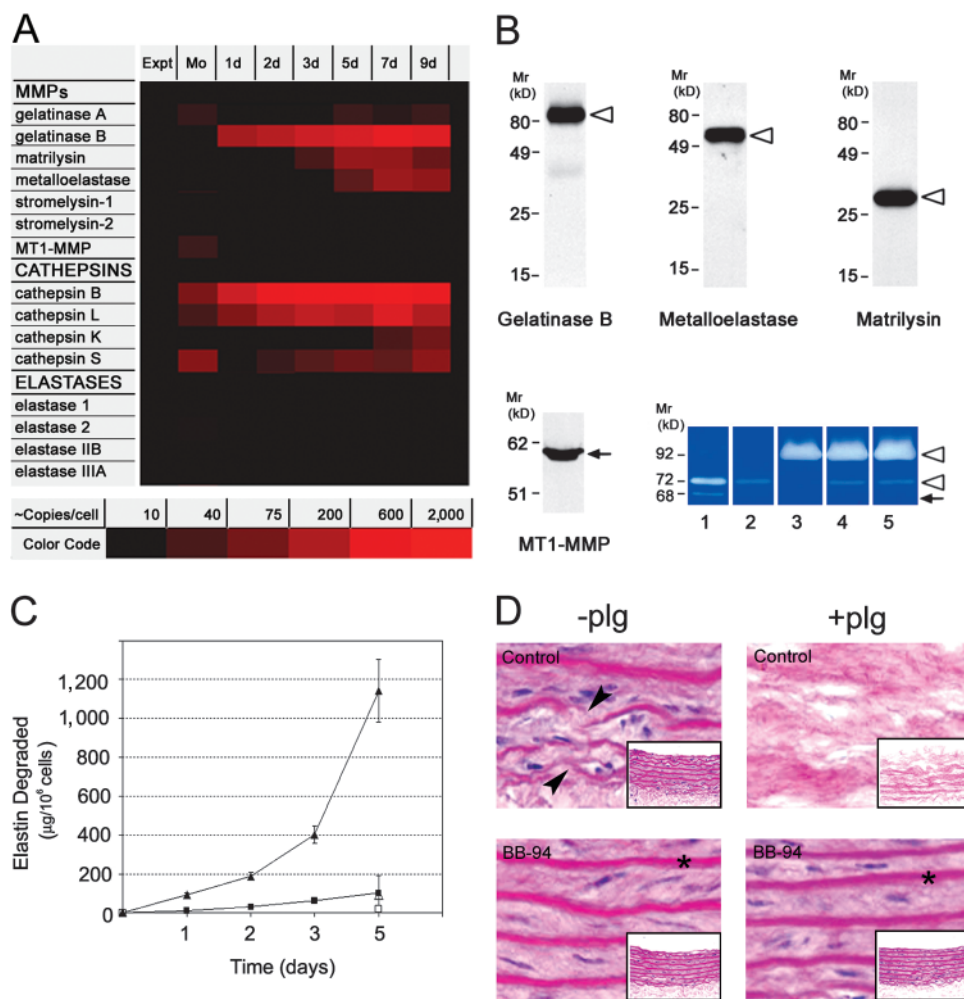 A
Expt Mo 1d 2d 3d 5d 7d 9d
MMPs
gelatinase A
gelatinase B
matrilysin
metalloelastase
stromelysin-1
stromelysin-2
MT1-MMP
CATHEPSINS
cathepsin B
cathepsin L
cathepsin K
cathepsin S
ELASTASES
elastase 1
elastase 2
elastase IIB
elastase IIIA
~Copies/cell 10 40 75 200 600 2,000
Color Code
B
Mr
(kD)
80
49
25
15
Gelatinase B
Mr
(kD)
80
49
25
15
Metalloelastase
Mr
(kD)
80
49
25
15
Matrilysin
Mr
(kD)
62
51
MT1-MMP
Mr
(kD)
92
72
68
1 2 3 4 5
C
Elastin Degraded
(µg/10⁶ cells)
1,200
1,000
800
600
400
200
0
1 2 3 5
Time (days)
D
-plg +plg
Control Control
BB-94 * BB-94 *